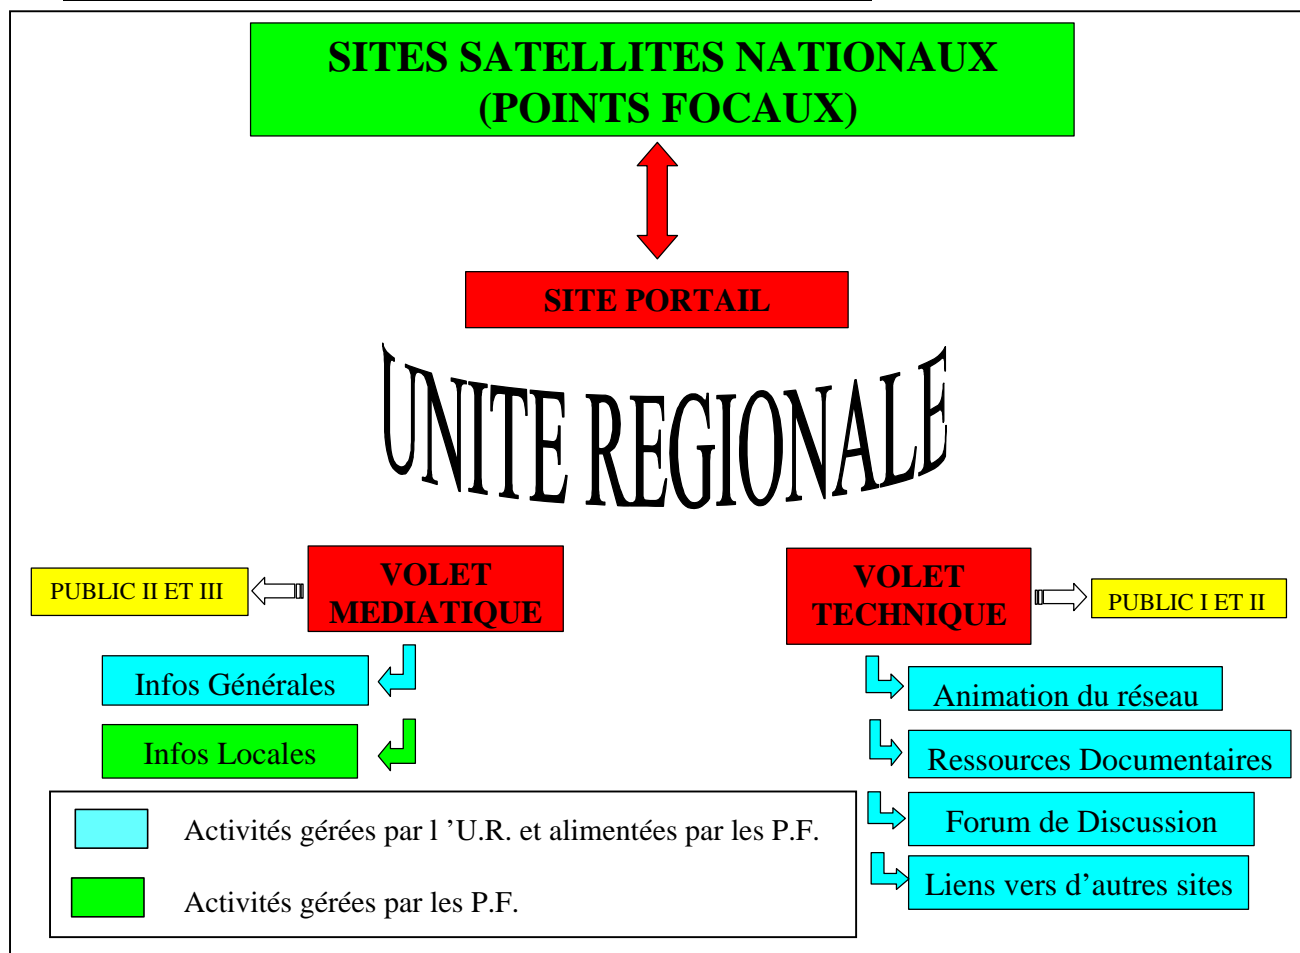 SITES SATELLITES NATIONAUX
(POINTS FOCAUX)
SITE PORTAIL
UNITE REGIONALE
VOLET
MEDIATIQUE
PUBLIC II ET III
Infos Générales
Infos Locales
VOLET
TECHNIQUE
PUBLIC I ET II
Animation du réseau
Ressources Documentaires
Forum de Discussion
Liens vers d’autres sites
Activités gérées par l ’U.R. et alimentées par les P.F.
Activités gérées par les P.F.